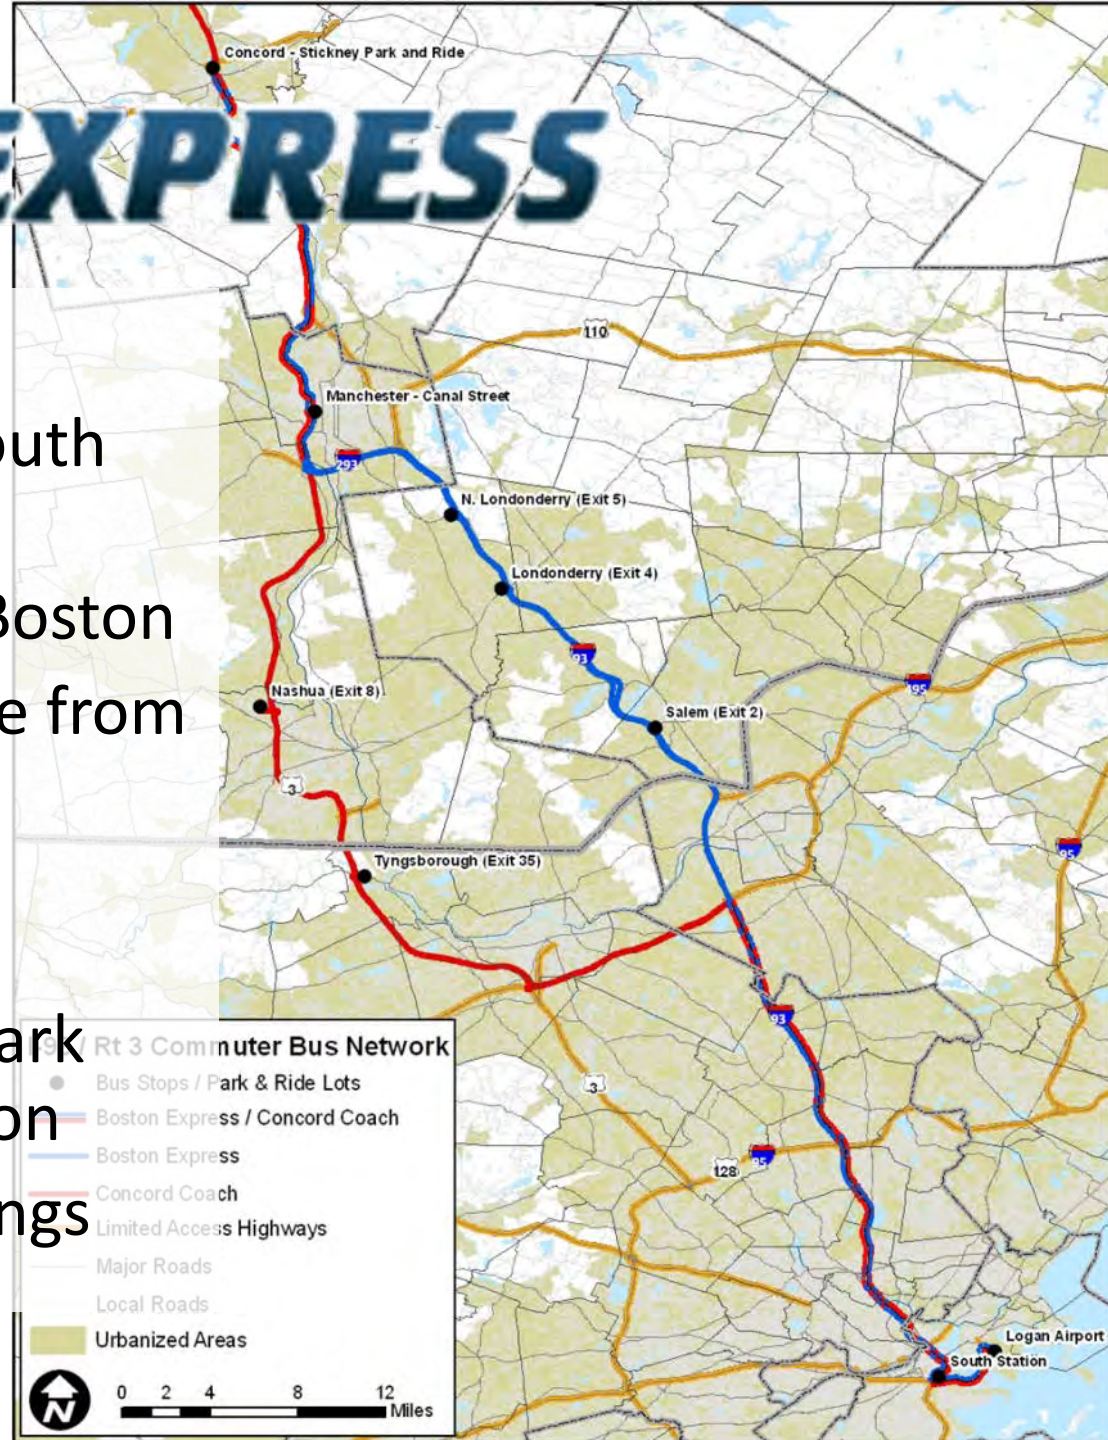 Concord - Stickney Park and Ride
EXPRESS
110
Manchester - Canal Street
outh
293
N. Londonderry (Exit 5)
Londonderry (Exit 4)
Boston
93
495
Nashua (Exit 8)
e from
Salem (Exit 2)
3
95
Tyngsborough (Exit 35)
93
ark
I-93 / Rt 3 Commuter Bus Network
Bus Stops / Park & Ride Lots
3
on
Boston Express / Concord Coach
Boston Express
95
128
Concord Coach
ngs
Limited Access Highways
Major Roads
Local Roads
Urbanized Areas
Logan Airport
South Station
N
0 2 4 8 12
Miles